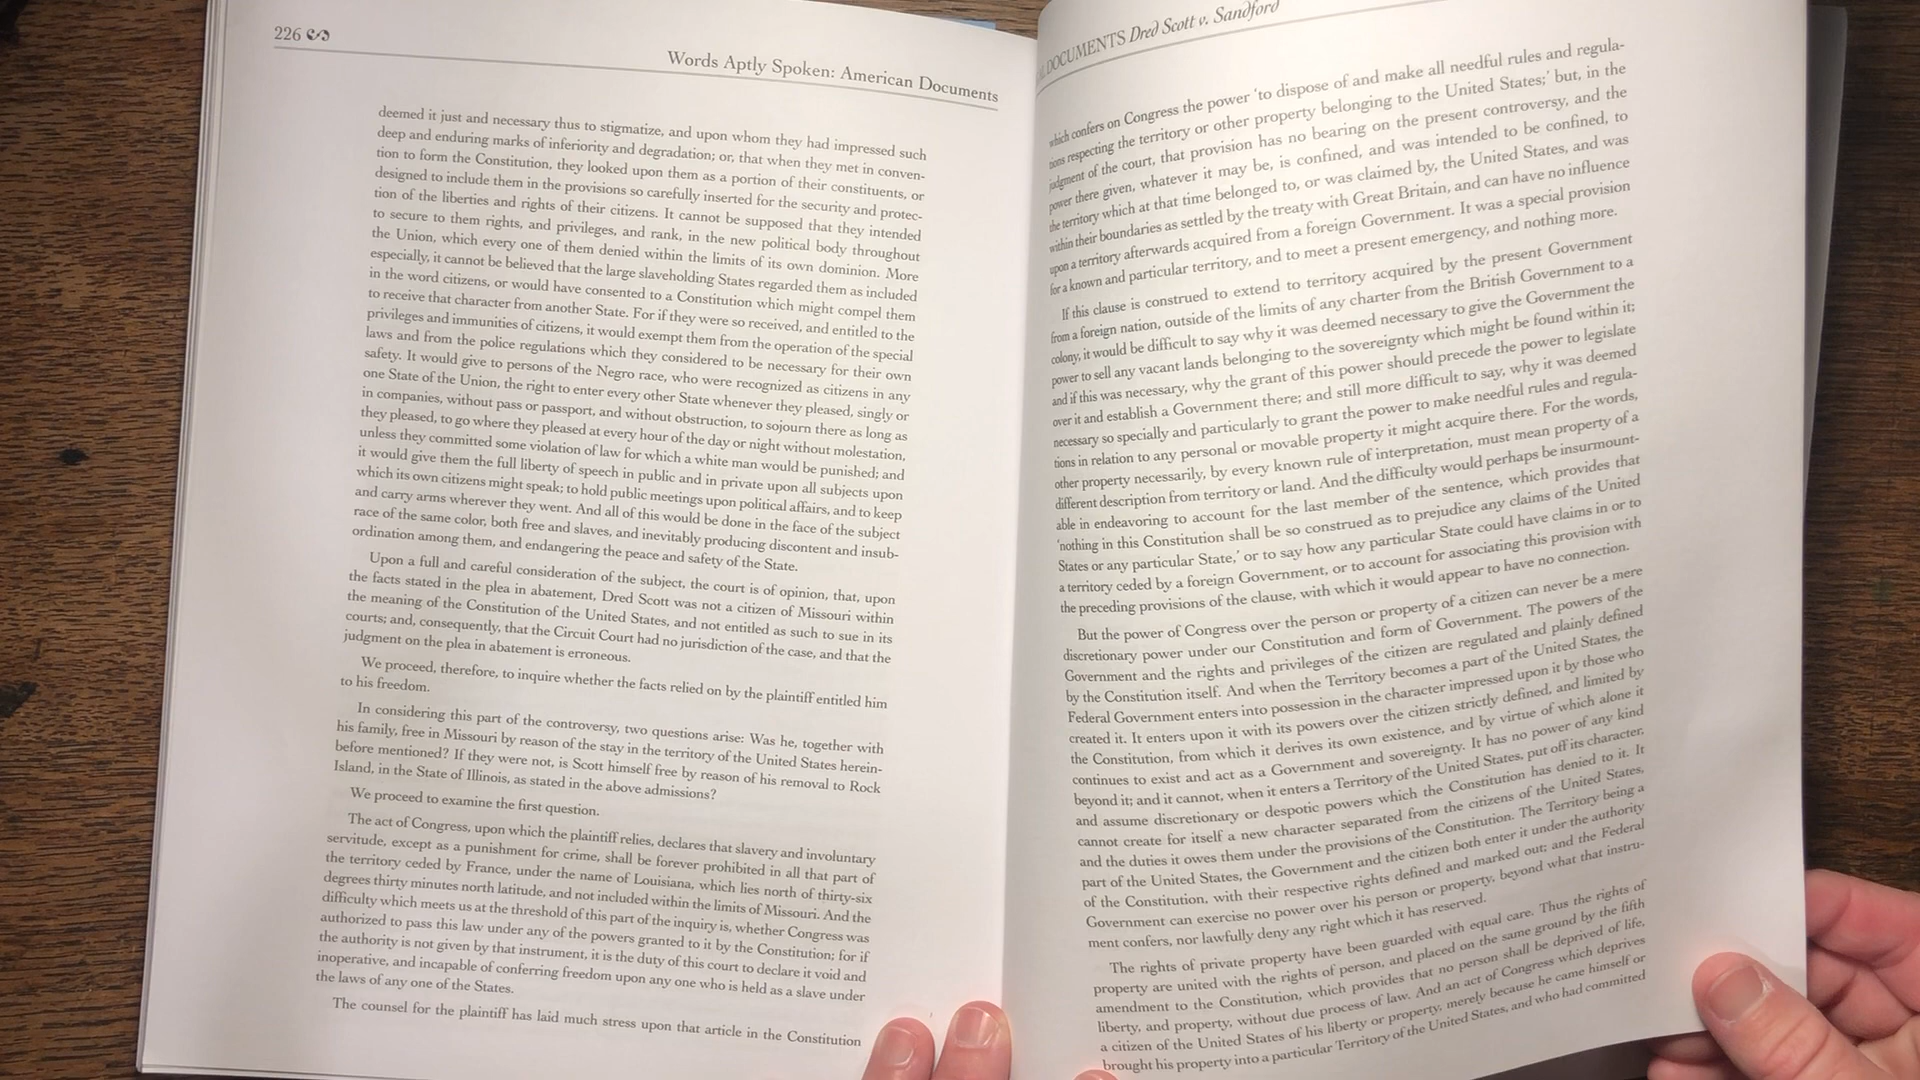 226
Words Aptly Spoken: American Documents
deemed it just and necessary thus to stigmatize, and upon whom they had impressed such
deep and enduring marks of inferiority and degradation; or, that when they met in conven-
tion to form the Constitution, they looked upon them as a portion of their constituents, or
designed to include them in the provisions so carefully inserted for the security and protec-
tion of the liberties and rights of their citizens. It cannot be supposed that they intended
to secure to them rights, and privileges, and rank, in the new political body throughout
the Union, which every one of them denied within the limits of its own dominion. More
especially, it cannot be believed that the large slaveholding States regarded them as included
in the word citizens, or would have consented to a Constitution which might compel them
to receive that character from another State. For if they were so received, and entitled to the
privileges and immunities of citizens, it would exempt them from the operation of the special
laws and from the police regulations which they considered to be necessary for their own
safety. It would give to persons of the Negro race, who were recognized as citizens in any
one State of the Union, the right to enter every other State whenever they pleased, singly or
in companies, without pass or passport, and without obstruction, to sojourn there as long as
they pleased, to go where they pleased at every hour of the day or night without molestation,
unless they committed some violation of law for which a white man would be punished; and
it would give them the full liberty of speech in public and in private upon all subjects upon
which its own citizens might speak; to hold public meetings upon political affairs, and to keep
and carry arms wherever they went. And all of this would be done in the face of the subject
race of the same color, both free and slaves, and inevitably producing discontent and insub-
ordination among them, and endangering the peace and safety of the State.
Upon a full and careful consideration of the subject, the court is of opinion, that, upon
the facts stated in the plea in abatement, Dred Scott was not a citizen of Missouri within
the meaning of the Constitution of the United States, and not entitled as such to sue in its
courts; and, consequently, that the Circuit Court had no jurisdiction of the case, and that the
judgment on the plea in abatement is erroneous.
We proceed, therefore, to inquire whether the facts relied on by the plaintiff entitled him
to his freedom.
In considering this part of the controversy, two questions arise: Was he, together with
his family, free in Missouri by reason of the stay in the territory of the United States herein-
before mentioned? If they were not, is Scott himself free by reason of his removal to Rock
Island, in the State of Illinois, as stated in the above admissions?
We proceed to examine the first question.
The act of Congress, upon which the plaintiff relies, declares that slavery and involuntary
servitude, except as a punishment for crime, shall be forever prohibited in all that part of
the territory ceded by France, under the name of Louisiana, which lies north of thirty-six
degrees thirty minutes north latitude, and not included within the limits of Missouri. And the
difficulty which meets us at the threshold of this part of the inquiry is, whether Congress was
authorized to pass this law under any of the powers granted to it by the Constitution; for if
the authority is not given by that instrument, it is the duty of this court to declare it void and
inoperative, and incapable of conferring freedom upon any one who is held as a slave under
the laws of any one of the States.
The counsel for the plaintiff has laid much stress upon that article in the Constitution
DOCUMENTS Dred Scott v. Sandford
which confers on Congress the power 'to dispose of and make all needful rules and regula-
tions respecting the territory or other property belonging to the United States;' but, in the
judgment of the court, that provision has no bearing on the present controversy, and the
power there given, whatever it may be, is confined, and was intended to be confined, to
the territory which at that time belonged to, or was claimed by, the United States, and was
within their boundaries as settled by the treaty with Great Britain, and can have no influence
upon a territory afterwards acquired from a foreign Government. It was a special provision
for a known and particular territory, and to meet a present emergency, and nothing more.
If this clause is construed to extend to territory acquired by the present Government
from a foreign nation, outside of the limits of any charter from the British Government to a
colony, it would be difficult to say why it was deemed necessary to give the Government the
power to sell any vacant lands belonging to the sovereignty which might be found within it;
and if this was necessary, why the grant of this power should precede the power to legislate
over it and establish a Government there; and still more difficult to say, why it was deemed
necessary so specially and particularly to grant the power to make needful rules and regula-
tions in relation to any personal or movable property it might acquire there. For the words,
other property necessarily, by every known rule of interpretation, must mean property of a
different description from territory or land. And the difficulty would perhaps be insurmount-
able in endeavoring to account for the last member of the sentence, which provides that
'nothing in this Constitution shall be so construed as to prejudice any claims of the United
States or any particular State,' or to say how any particular State could have claims in or to
a territory ceded by a foreign Government, or to account for associating this provision with
the preceding provisions of the clause, with which it would appear to have no connection.
But the power of Congress over the person or property of a citizen can never be a mere
discretionary power under our Constitution and form of Government. The powers of the
Government and the rights and privileges of the citizen are regulated and plainly defined
by the Constitution itself. And when the Territory becomes a part of the United States, the
Federal Government enters into possession in the character impressed upon it by those who
created it. It enters upon it with its powers over the citizen strictly defined, and limited by
the Constitution, from which it derives its own existence, and by virtue of which alone it
continues to exist and act as a Government and sovereignty. It has no power of any kind
beyond it; and it cannot, when it enters a Territory of the United States, put off its character,
and assume discretionary or despotic powers which the Constitution has denied to it. It
cannot create for itself a new character separated from the citizens of the United States,
and the duties it owes them under the provisions of the Constitution. The Territory being a
part of the United States, the Government and the citizen both enter it under the authority
of the Constitution, with their respective rights defined and marked out; and the Federal
Government can exercise no power over his person or property, beyond what that instru-
ment confers, nor lawfully deny any right which it has reserved.
The rights of private property have been guarded with equal care. Thus the rights of
property are united with the rights of person, and placed on the same ground by the fifth
amendment to the Constitution, which provides that no person shall be deprived of life,
liberty, and property, without due process of law. And an act of Congress which deprives
a citizen of the United States of his liberty or property, merely because he came himself or
brought his property into a particular Territory of the United States, and who had committed